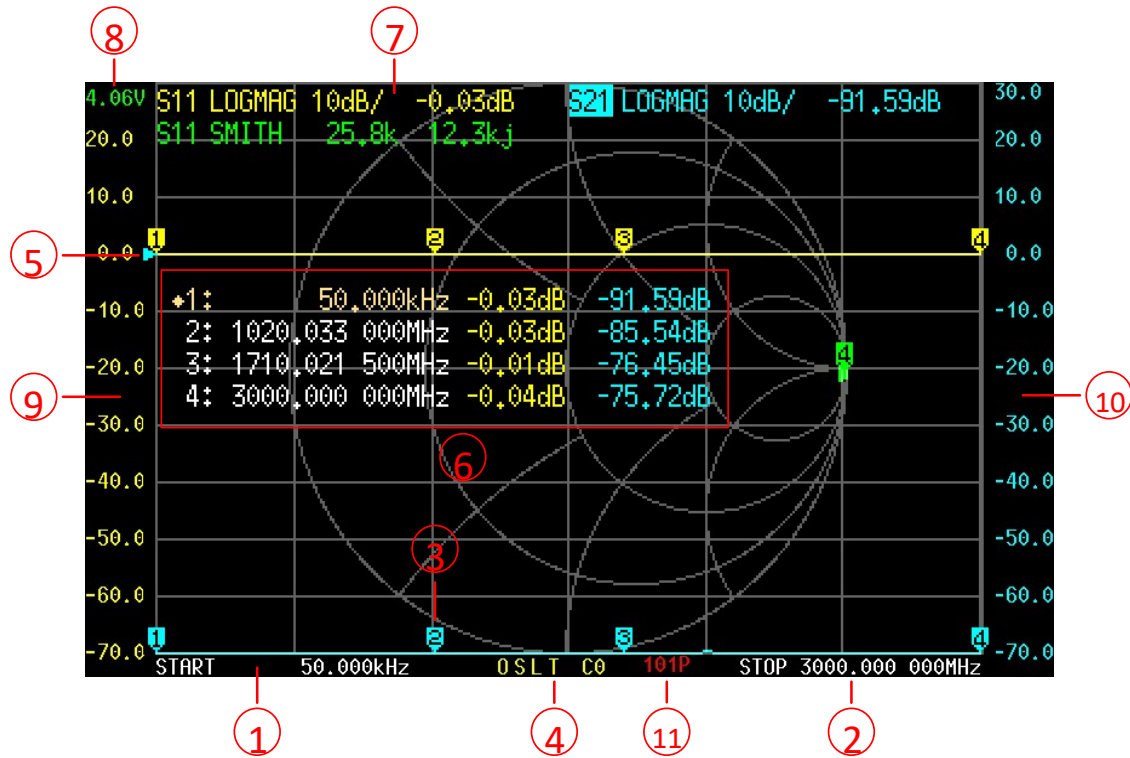 8
7
4.06V S11 LOGMAG 10dB/ -0.03dB S21 LOGMAG 10dB/ -91.59dB 30.0
S11 SMITH 25.8k 12.3kj
20.0 20.0
10.0 10.0
1 2 3 4
5 0.0 0.0
◆1: 50.000kHz -0.03dB -91.59dB
-10.0 -10.0
2: 1020.033 000MHz -0.03dB -85.54dB
3: 1710.021 500MHz -0.01dB -76.45dB
4
-20.0 -20.0
4: 3000.000 000MHz -0.04dB -75.72dB
9 10
-30.0 -30.0
6
-40.0 -40.0
-50.0 -50.0
3
-60.0 -60.0
1 2 3 4
-70.0 -70.0
START 50.000kHz OSLT C0 101P STOP 3000.000 000MHz
1 4 11 2